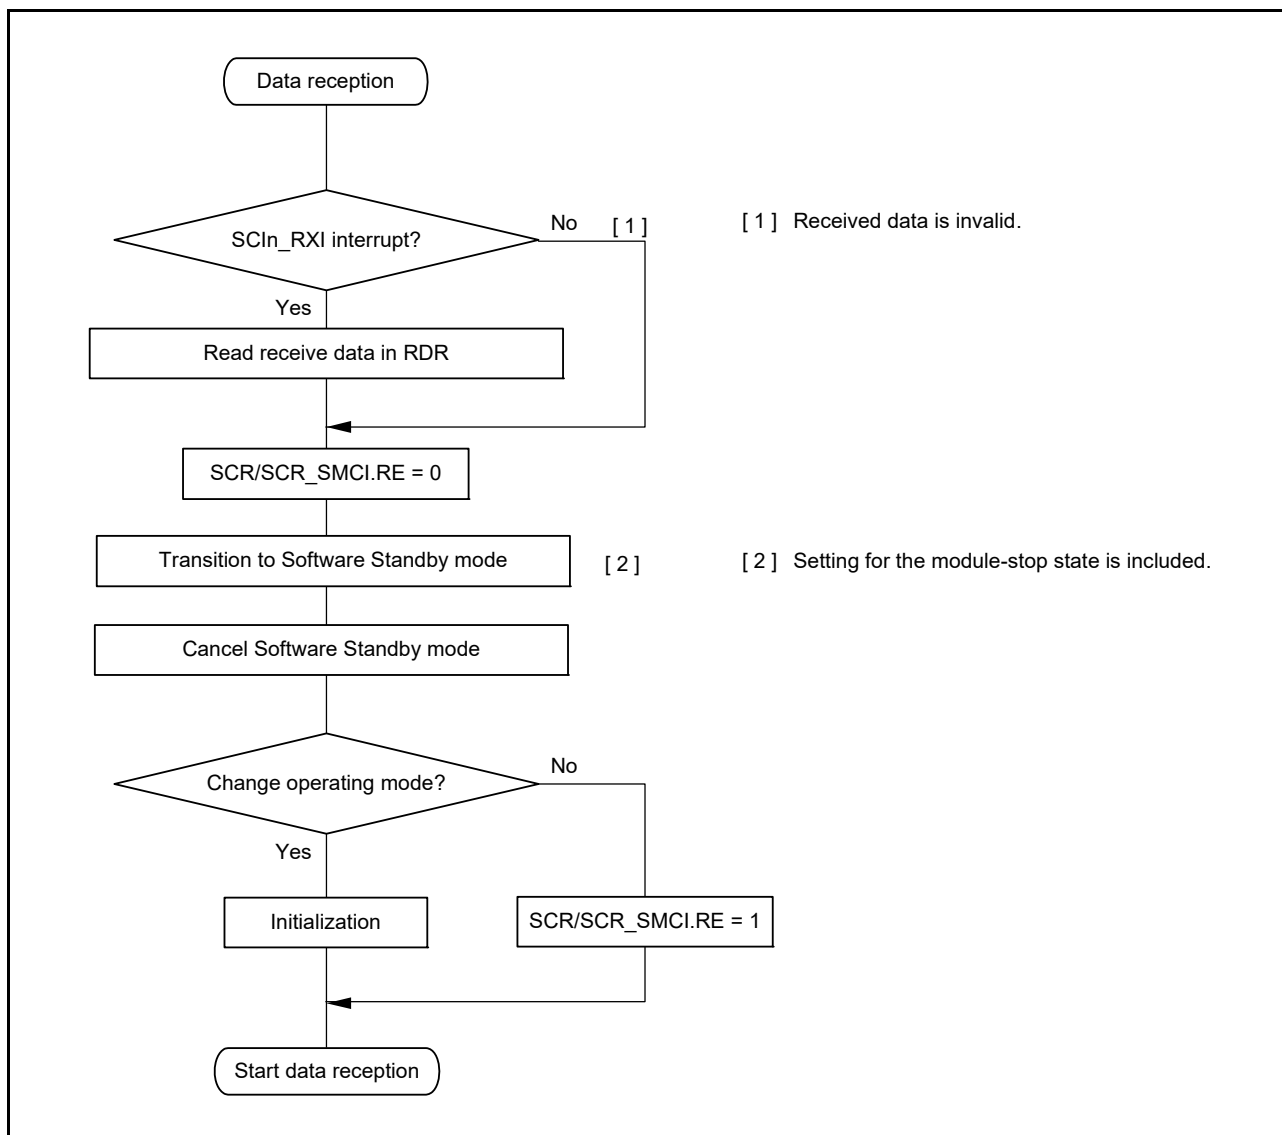 Data reception
SCIn_RXI interrupt?
No
[ 1 ]
[ 1 ] Received data is invalid.
Yes
Read receive data in RDR
SCR/SCR_SMCI.RE = 0
Transition to Software Standby mode
[ 2 ]
[ 2 ] Setting for the module-stop state is included.
Cancel Software Standby mode
Change operating mode?
No
Yes
Initialization
SCR/SCR_SMCI.RE = 1
Start data reception